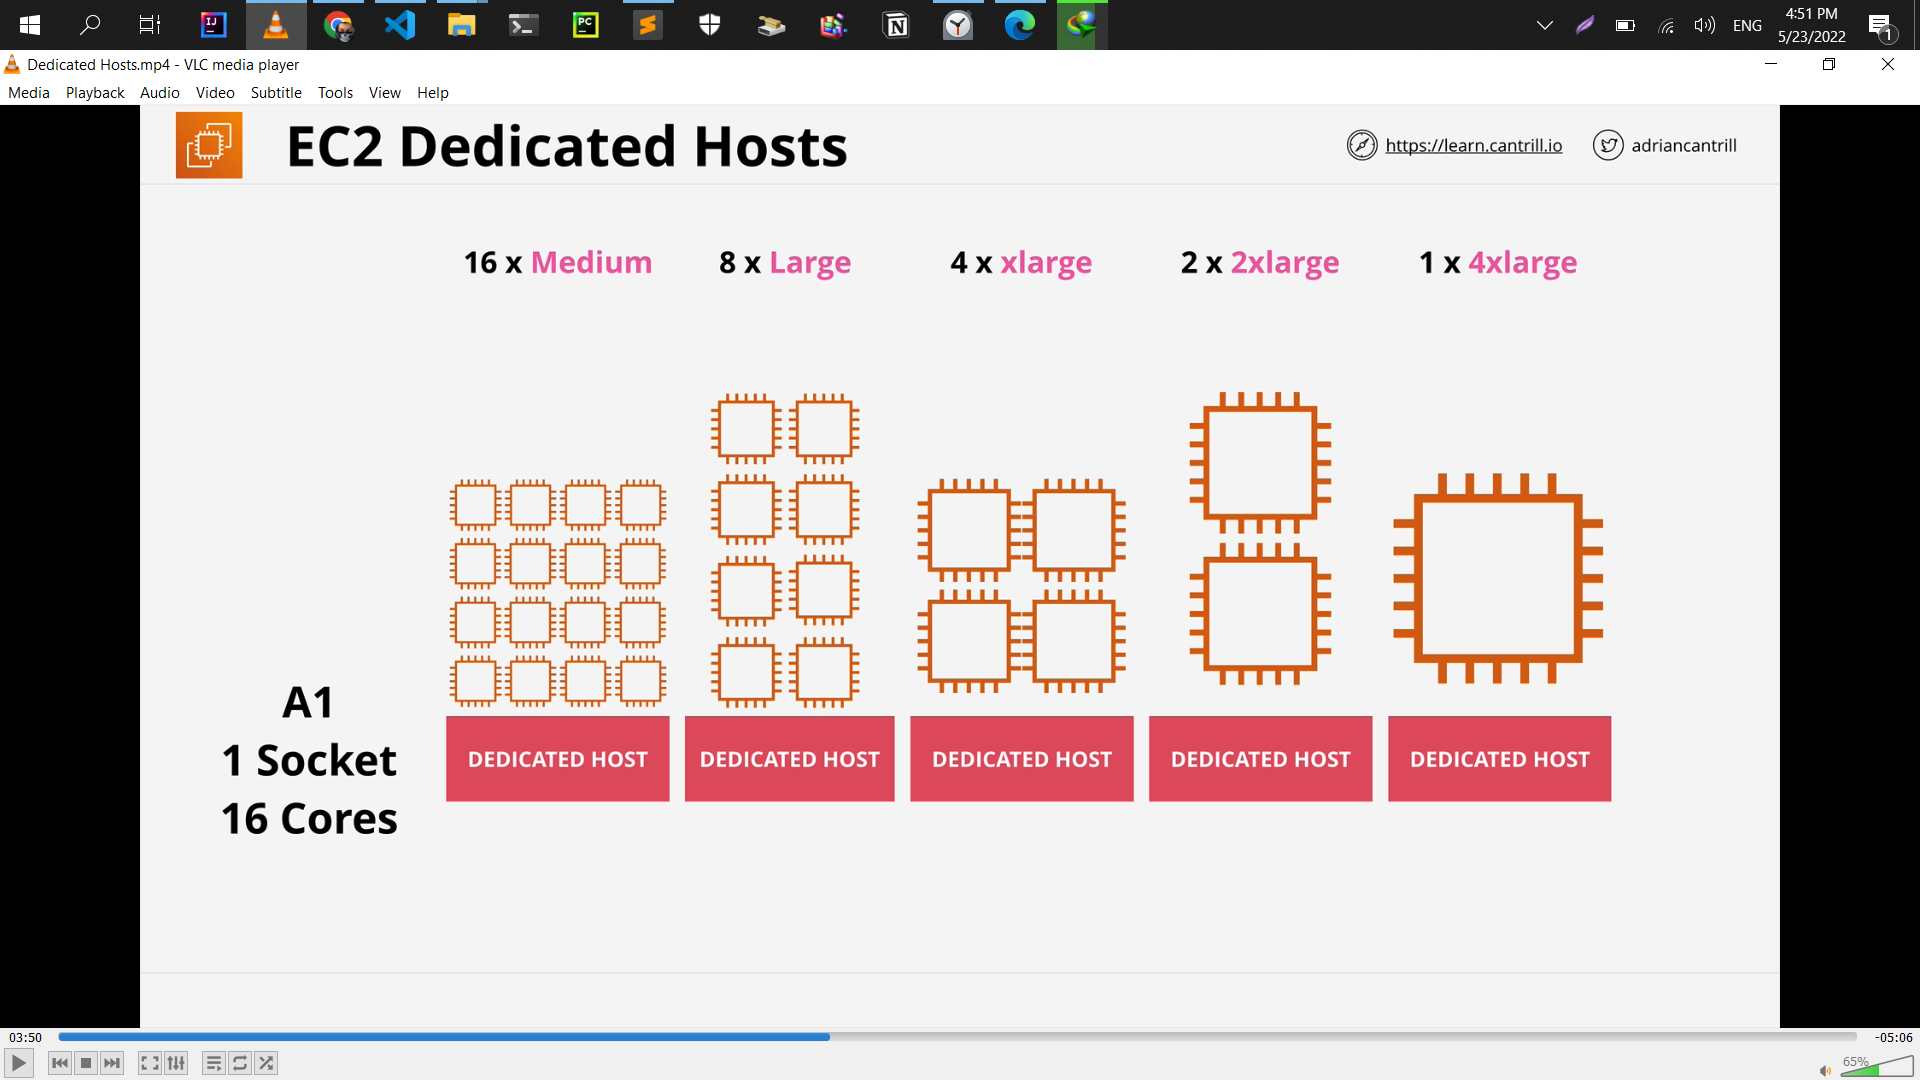 4:51 PM
ENG
5/23/2022
1
IJ
PC
Dedicated Hosts.mp4 - VLC media player
Media Playback Audio Video Subtitle Tools View Help
EC2 Dedicated Hosts
https://learn.cantrill.io
adriancantrill
16 x Medium
8 x Large
4 x xlarge
2 x 2xlarge
1 x 4xlarge
A1
1 Socket
16 Cores
DEDICATED HOST
DEDICATED HOST
DEDICATED HOST
DEDICATED HOST
DEDICATED HOST
03:50
-05:06
65%